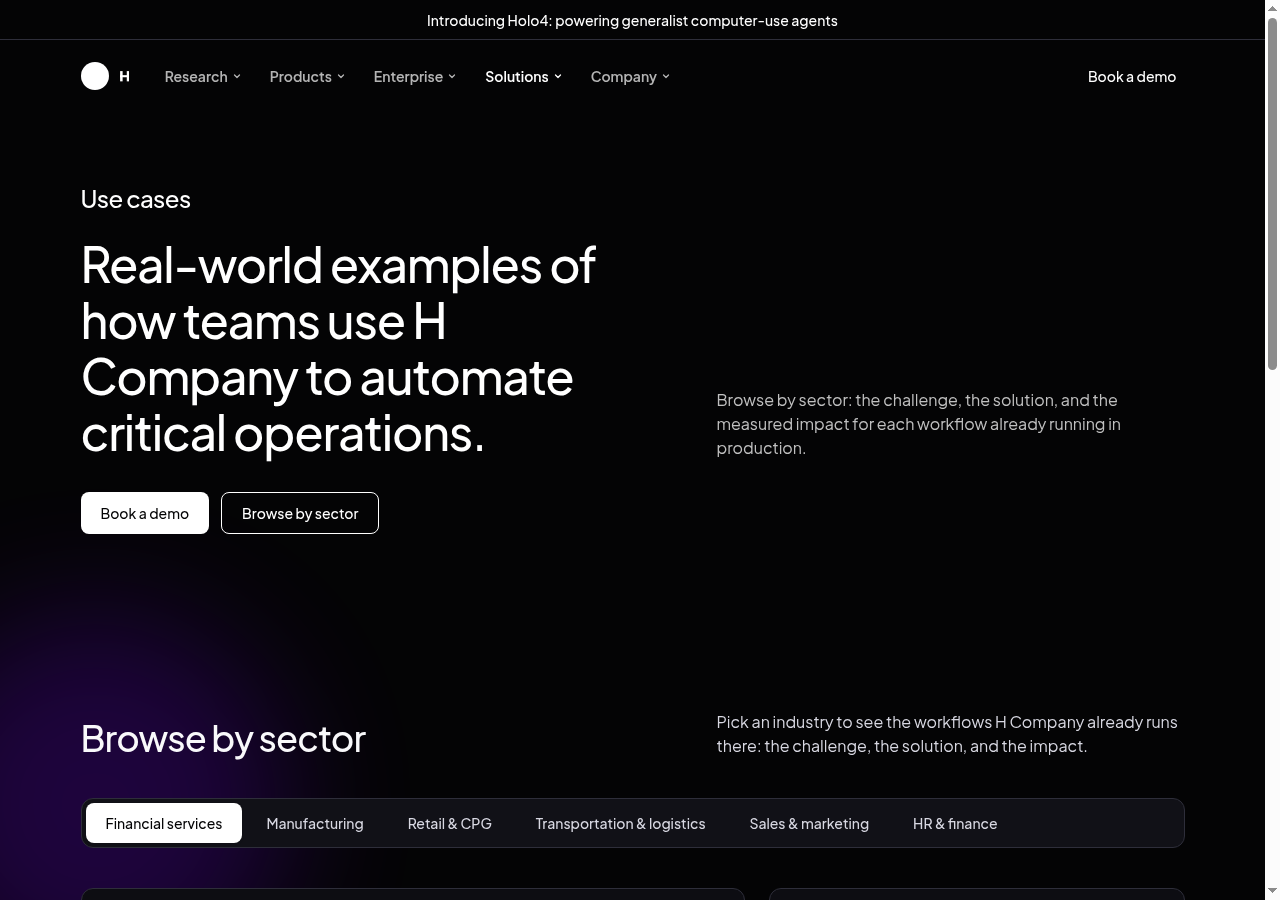 Introducing Holo4: powering generalist computer-use agents
H
Research
Products
Enterprise
Solutions
Company
Book a demo
Use cases
Real-world examples of
how teams use H
Company to automate
critical operations.
Browse by sector: the challenge, the solution, and the
measured impact for each workflow already running in
production.
Book a demo
Browse by sector
Browse by sector
Pick an industry to see the workflows H Company already runs
there: the challenge, the solution, and the impact.
Financial services
Manufacturing
Retail & CPG
Transportation & logistics
Sales & marketing
HR & finance